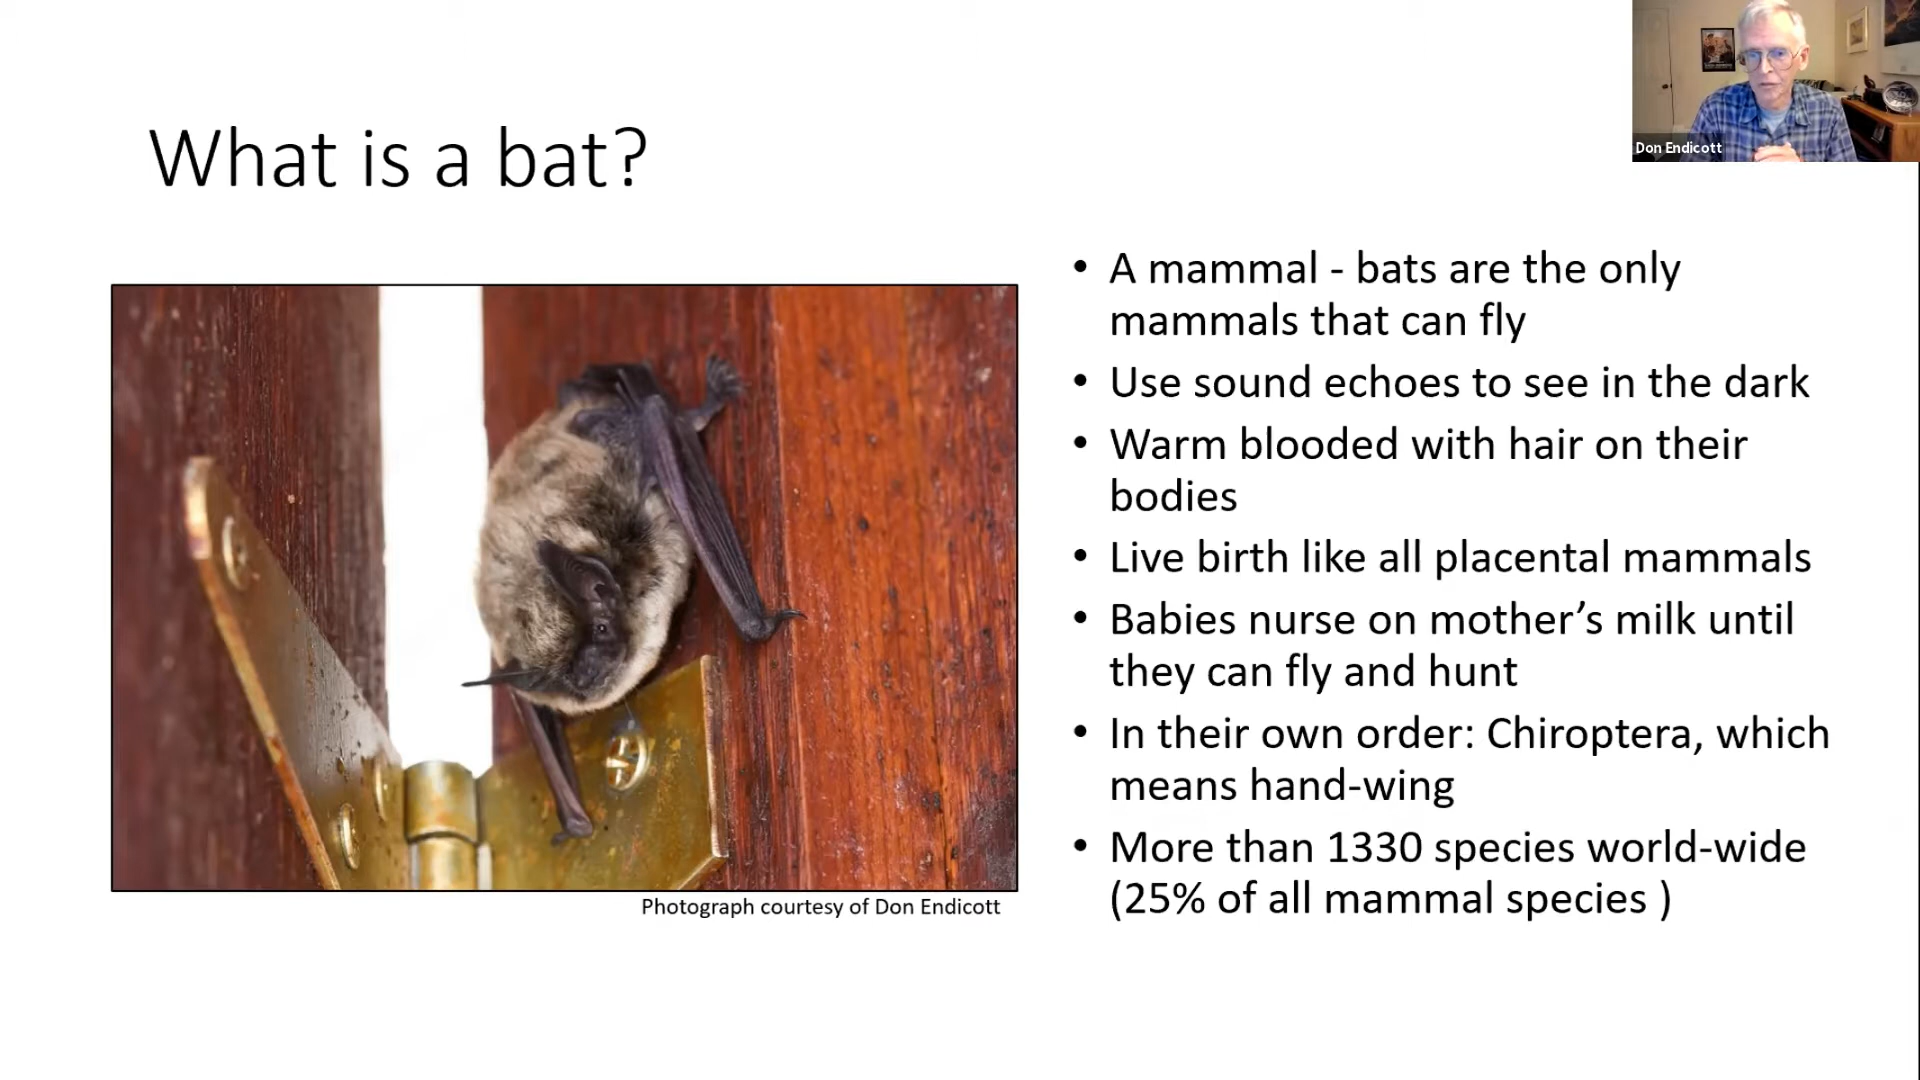 What is a bat?
Don Endicott
• A mammal - bats are the only
mammals that can fly
• Use sound echoes to see in the dark
• Warm blooded with hair on their
bodies
• Live birth like all placental mammals
• Babies nurse on mother’s milk until
they can fly and hunt
• In their own order: Chiroptera, which
means hand-wing
• More than 1330 species world-wide
(25% of all mammal species )
Photograph courtesy of Don Endicott